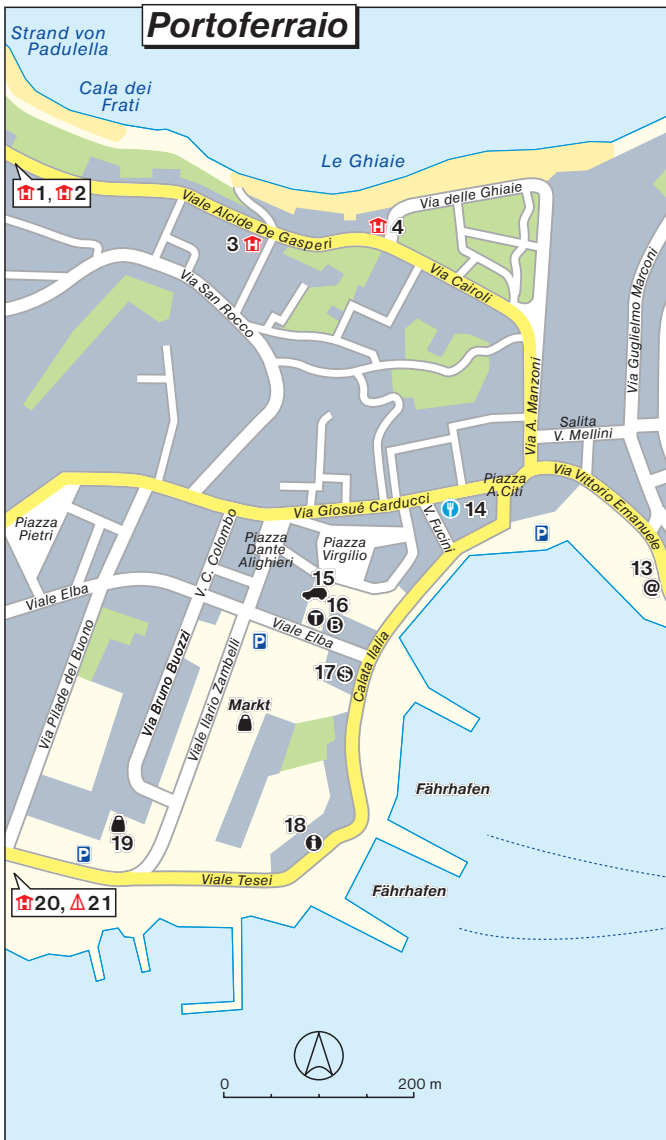 Portoferraio
Strand von
Padulella
Cala dei
Frati
Le Ghiaie
1, 2
Via delle Ghiaie
Viale Alcide De Gasperi
3
4
Via Cairoli
Via San Rocco
Via Guglielmo Marconi
Via A. Manzoni
Salita
V. Mellini
Via Vittorio Emanuele
Piazza
A.Citi
Via Giosué Carducci
V. Fucini
14
P
Piazza
Pietri
V. C. Colombo
Piazza
Dante
Alighieri
Piazza
Virgilio
13
@
15
16
T
B
Viale Elba
Viale Elba
P
17 $
Calata Italia
Via Pilade del Buono
Via Bruno Buozzi
Viale Ilario Zambelli
Markt
Fährhafen
18
i
19
P
Viale Tesei
Fährhafen
20, 21
0 200 m